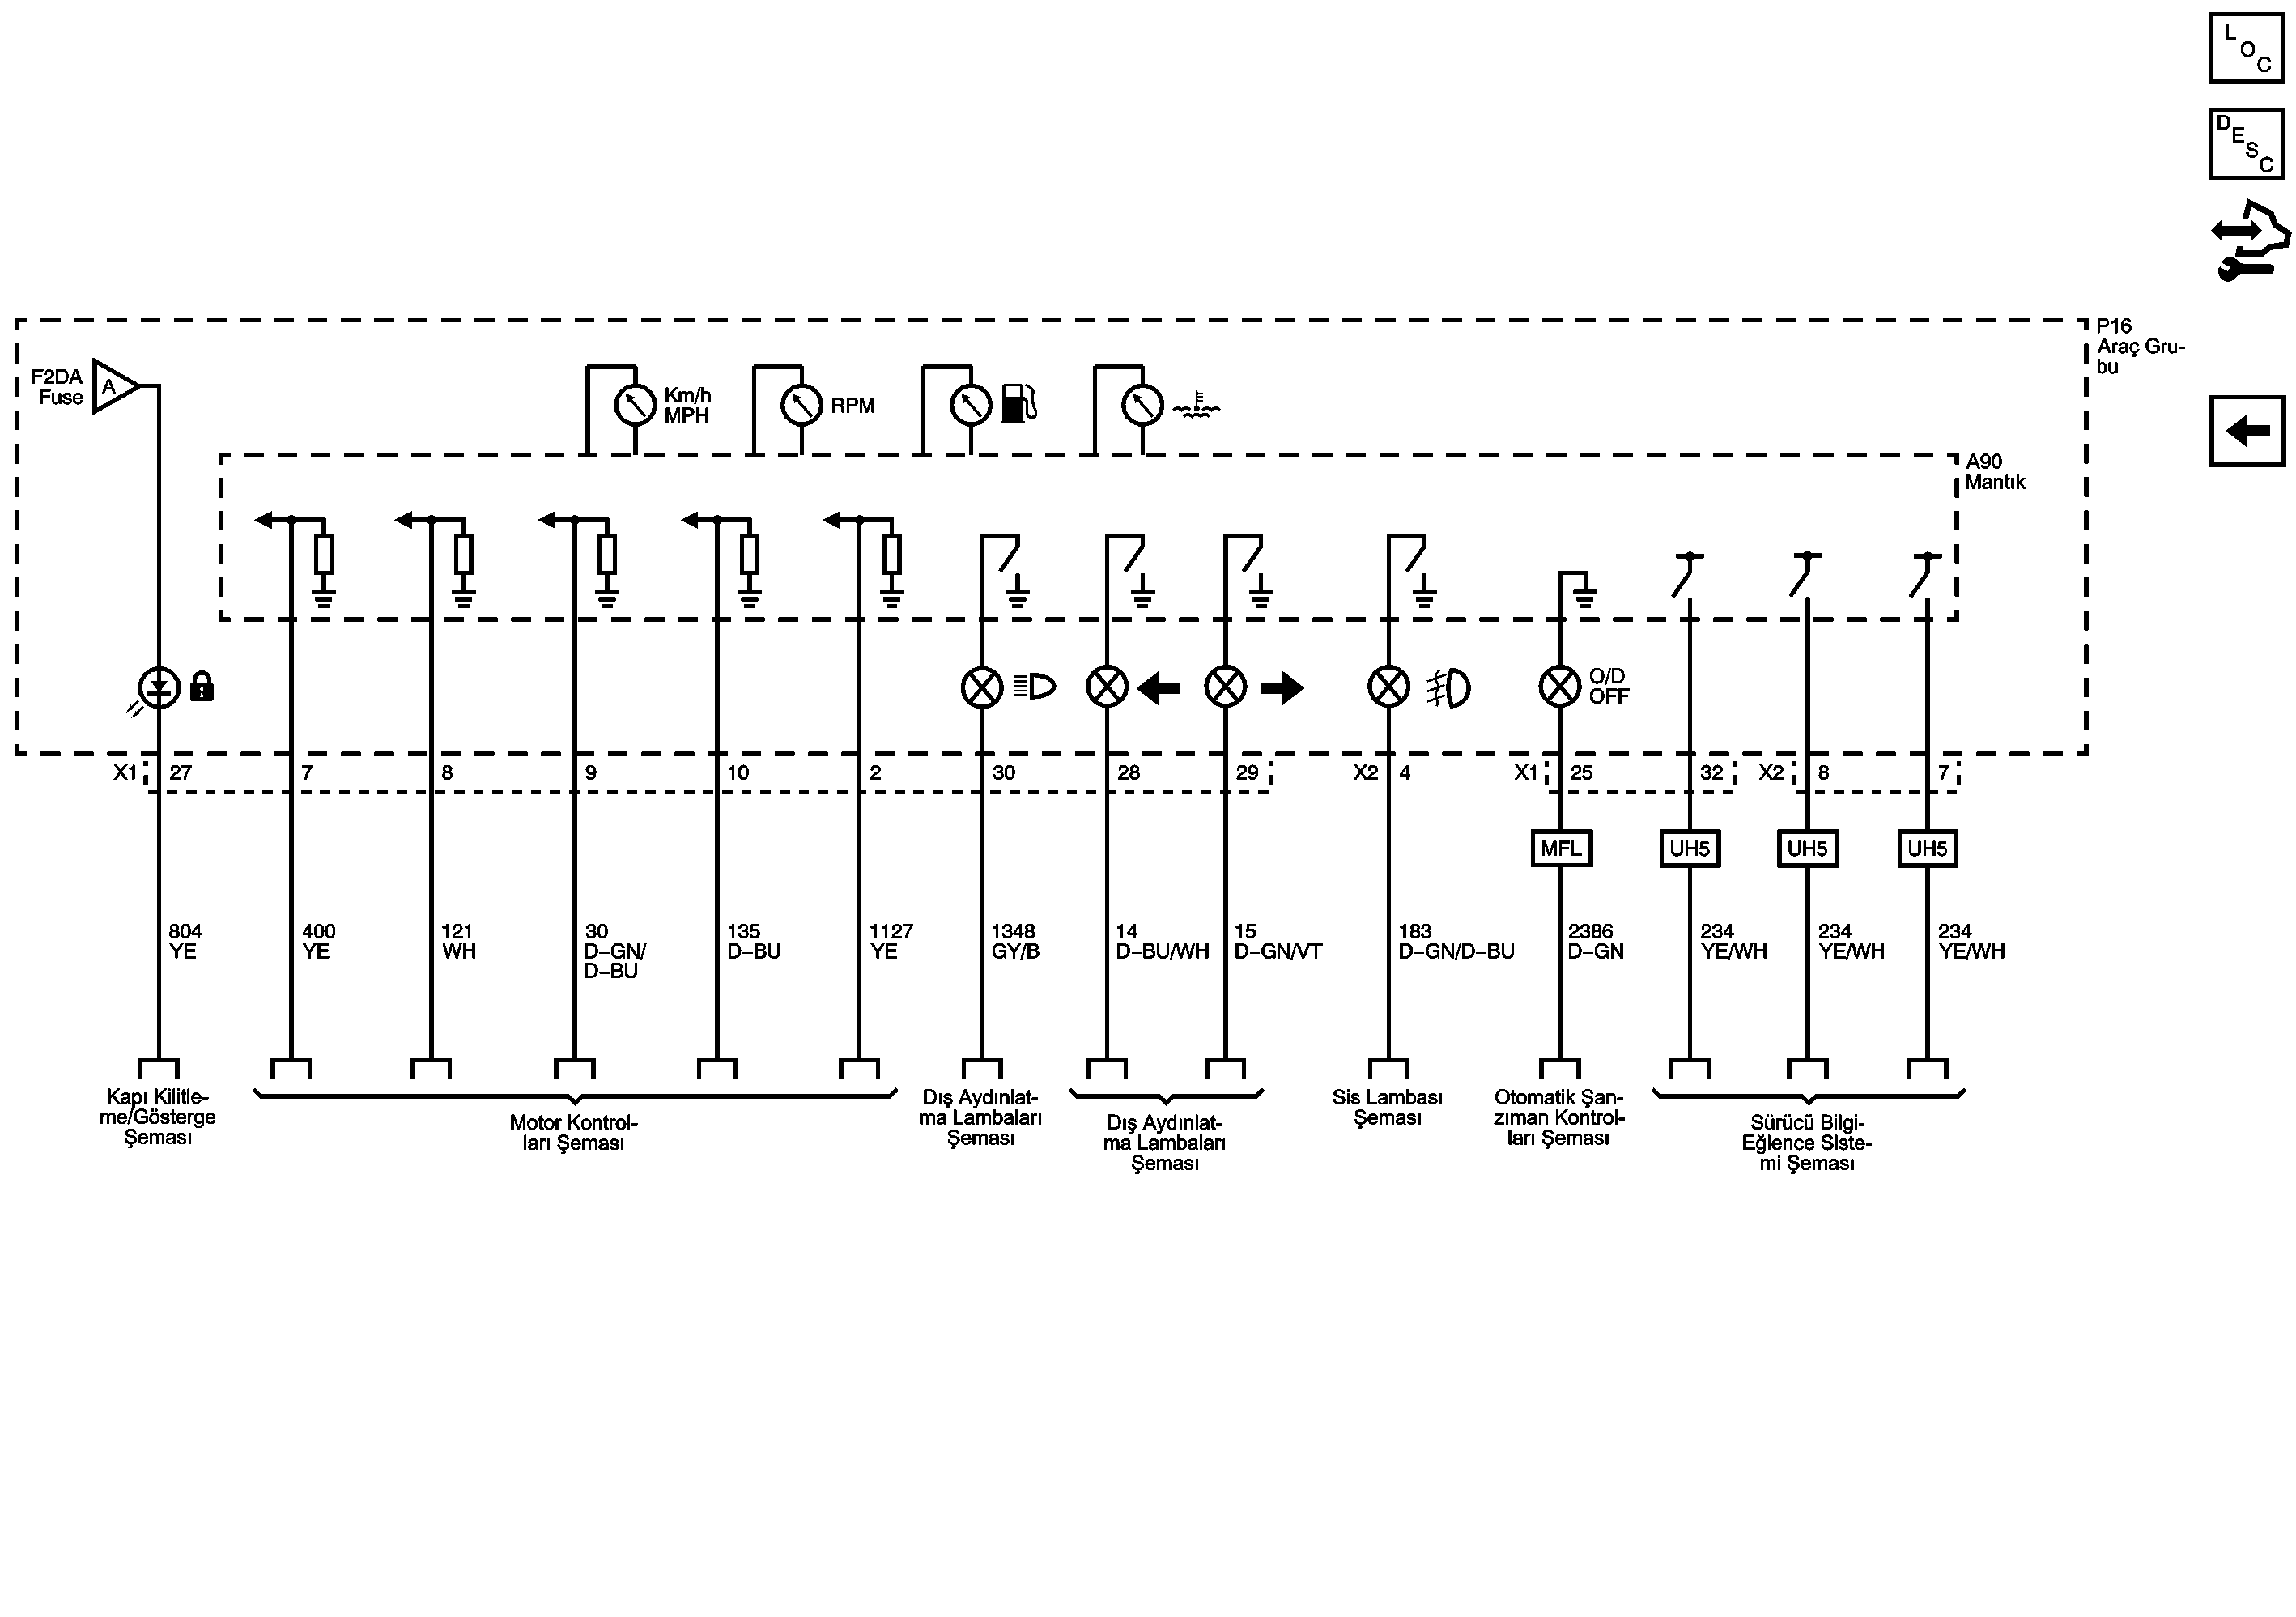 L
O
C
D
E
S
C
P16
Araç Gru-
bu
F2DA
Fuse
A
Km/h
MPH
RPM
A90
Mantık
O/D
OFF
X1 27 7 8 9 10 2 30 28 29 X2 4 X1 25 32 X2 8 7
MFL UH5 UH5 UH5
804
YE
400
YE
121
WH
30
D–GN/
D–BU
135
D–BU
1127
YE
1348
GY/B
14
D–BU/WH
15
D–GN/VT
183
D–GN/D–BU
2386
D–GN
234
YE/WH
234
YE/WH
234
YE/WH
Kapı Kilitle-
me/Gösterge
Şeması
Motor Kontrol-
ları Şeması
Dış Aydınlat-
ma Lambaları
Şeması
Dış Aydınlat-
ma Lambaları
Şeması
Sis Lambası
Şeması
Otomatik Şan-
zıman Kontrol-
ları Şeması
Sürücü Bilgi-
Eğlence Siste-
mi Şeması